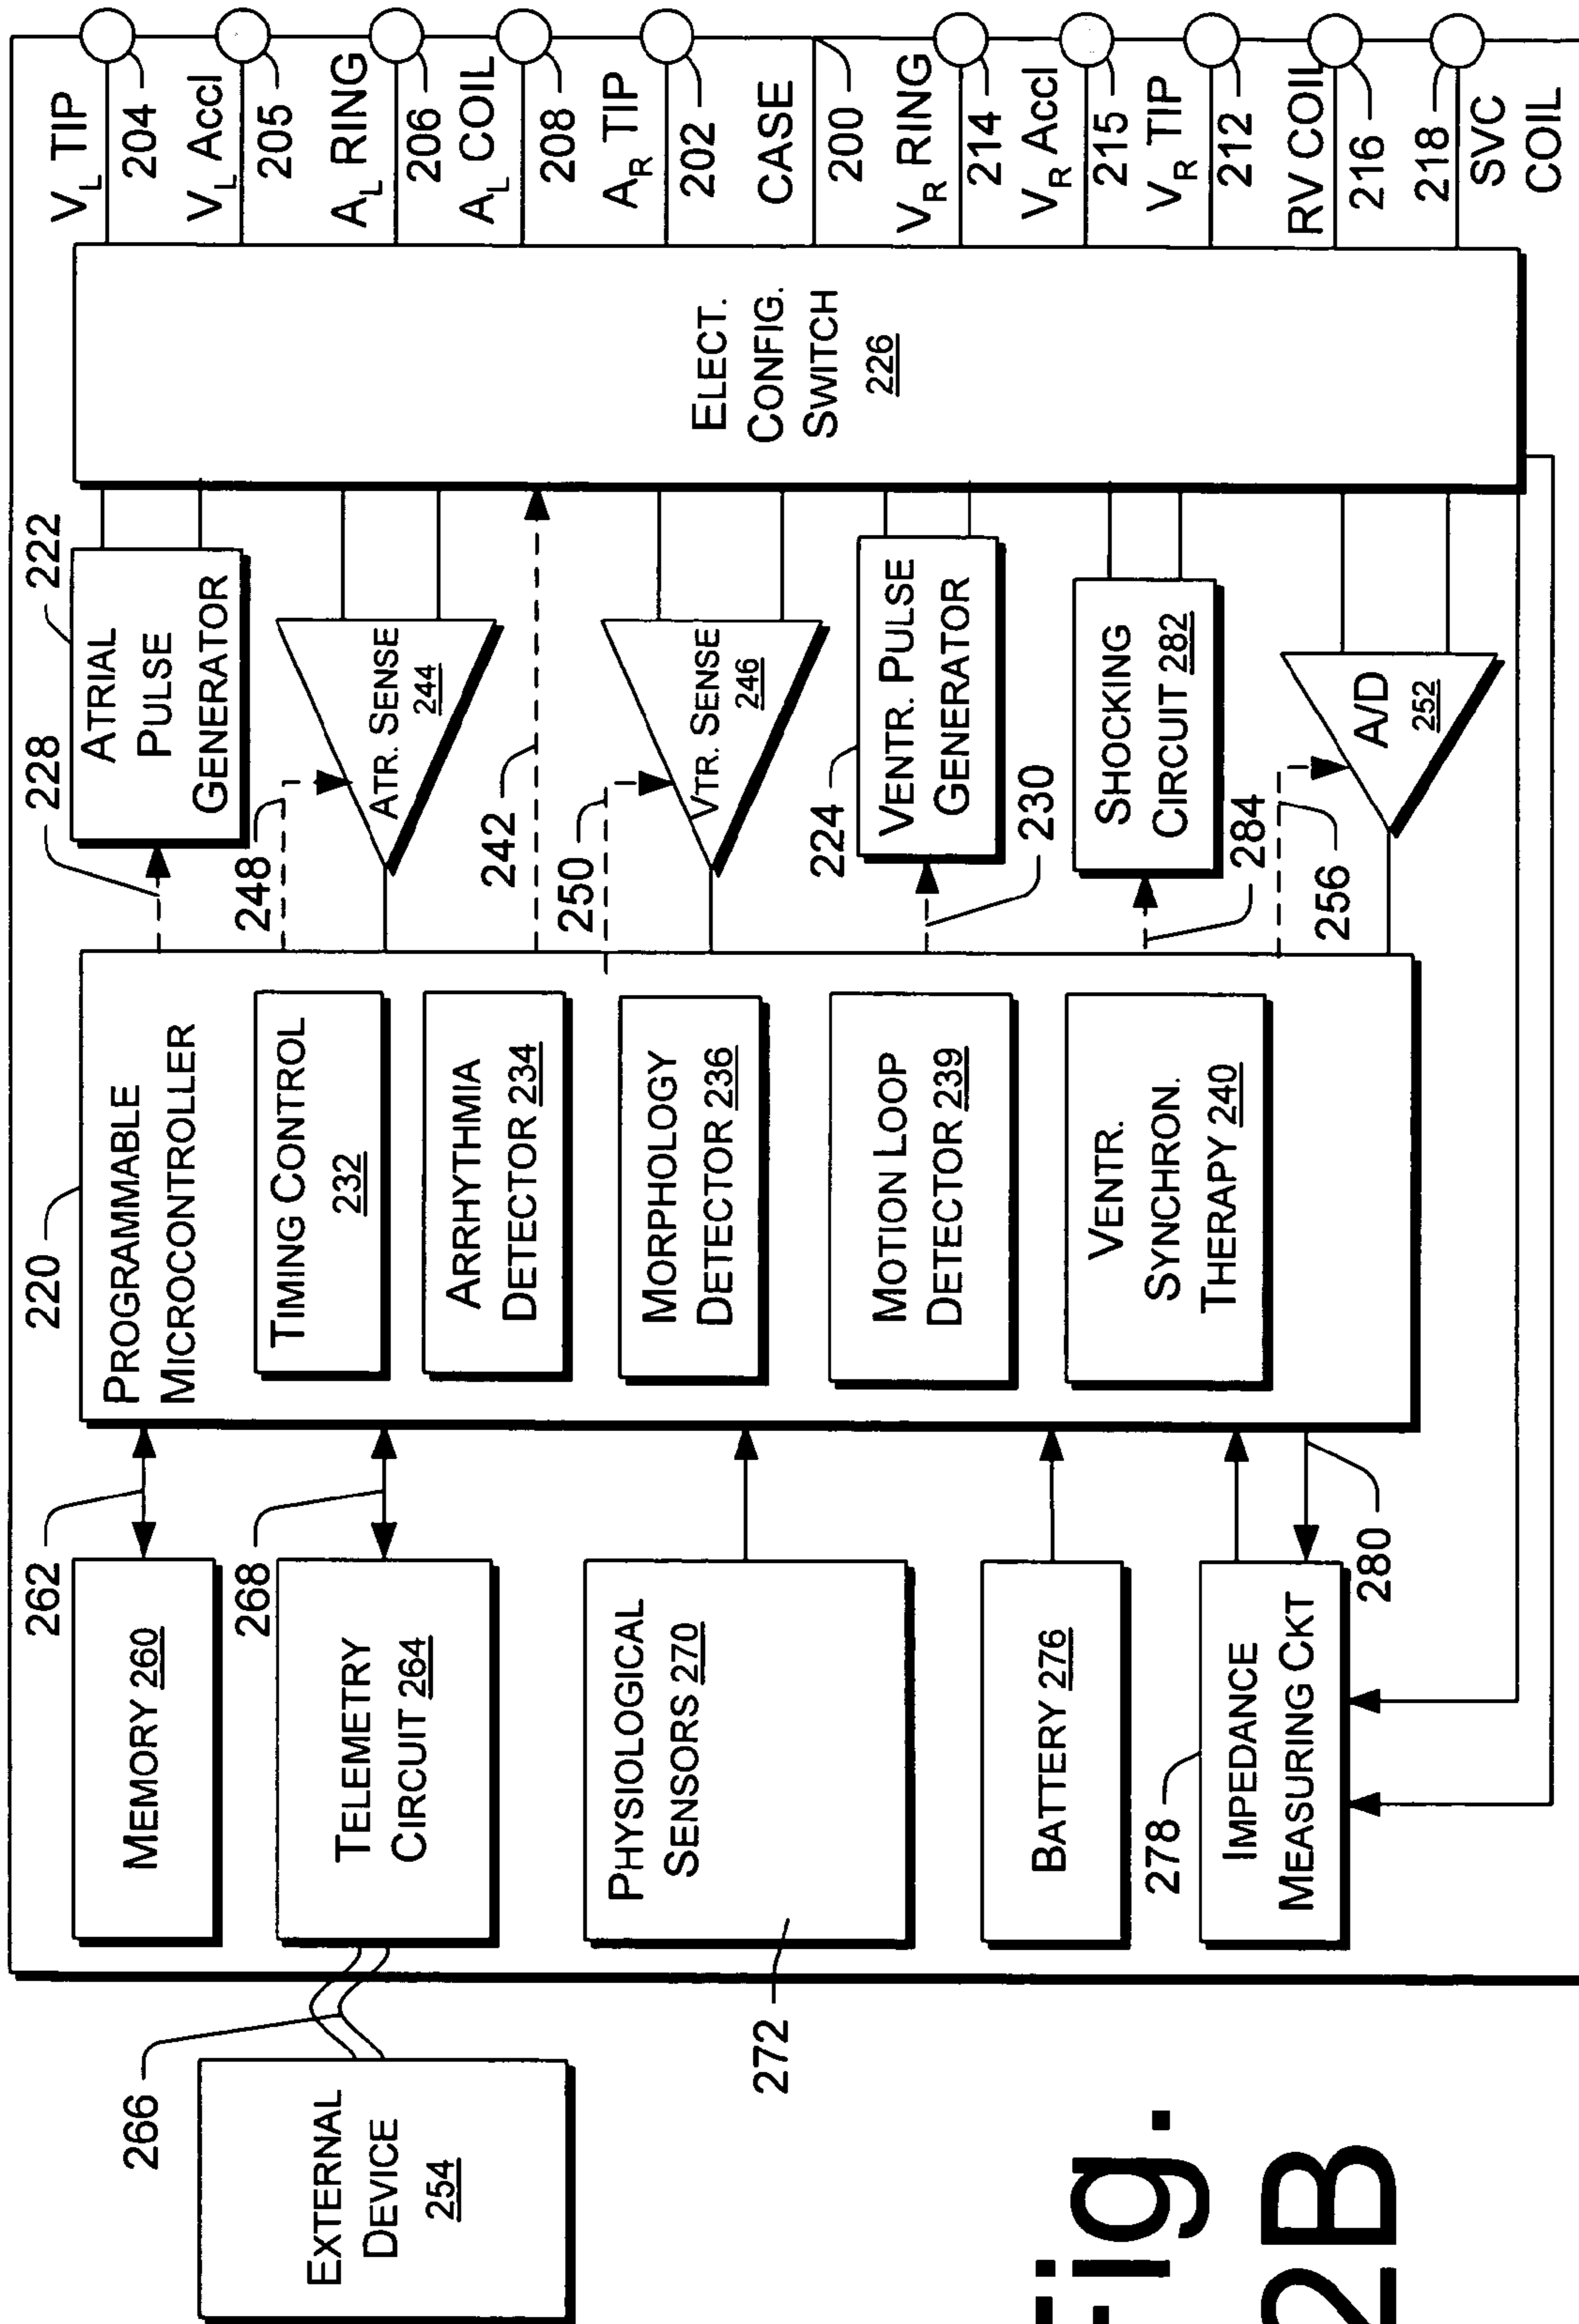 EXTERNAL
DEVICE
254
266
MEMORY 260
262
TELEMETRY
CIRCUIT 264
268
PHYSIOLOGICAL
SENSORS 270
272
BATTERY 276
278
IMPEDANCE
MEASURING CKT
280
220
PROGRAMMABLE
MICROCONTROLLER
TIMING CONTROL
232
ARRHYTHMIA
DETECTOR 234
MORPHOLOGY
DETECTOR 236
MOTION LOOP
DETECTOR 239
VENTR.
SYNCHRON.
THERAPY 240
228
222
ATRIAL
PULSE
GENERATOR
248
ATR. SENSE
244
242
250
VTR. SENSE
246
224
VENTR. PULSE
GENERATOR
230
SHOCKING
CIRCUIT 282
284
256
A/D
252
ELECT.
CONFIG.
SWITCH
226
VL TIP
204
VL Accl
205
AL RING
206
AL COIL
208
AR TIP
202
CASE
200
VR RING
214
VR Accl
215
VR TIP
212
RV COIL
216
218
SVC
COIL
Fig.
2B